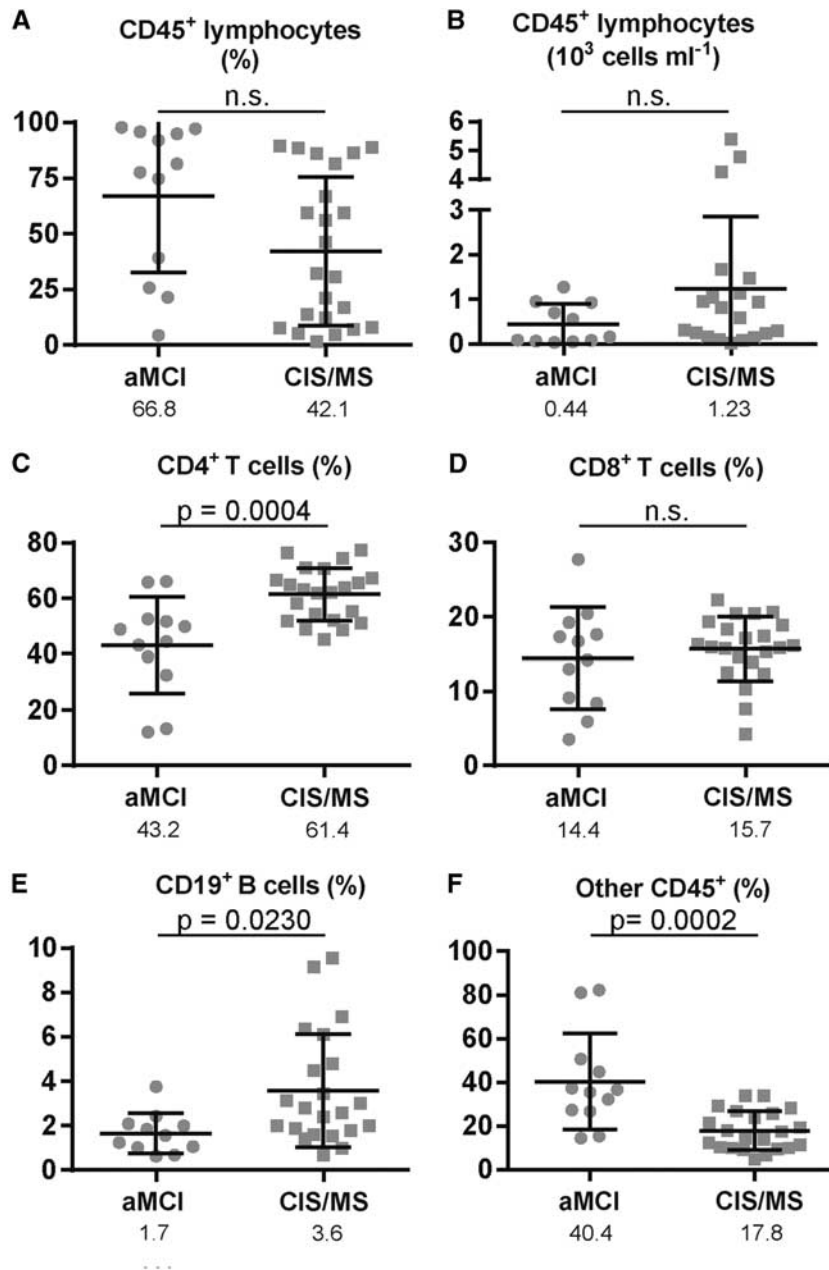 A
CD45+ lymphocytes
(%)
n.s.
100
75
50
25
0
aMCI CIS/MS
66.8 42.1
B
CD45+ lymphocytes
(10³ cells ml⁻¹)
n.s.
6
5
4
3
2
1
0
aMCI CIS/MS
0.44 1.23
C
CD4+ T cells (%)
p = 0.0004
80
60
40
20
0
aMCI CIS/MS
43.2 61.4
D
CD8+ T cells (%)
n.s.
30
20
10
0
aMCI CIS/MS
14.4 15.7
E
CD19+ B cells (%)
p = 0.0230
10
8
6
4
2
0
aMCI CIS/MS
1.7 3.6
F
Other CD45+ (%)
p= 0.0002
100
80
60
40
20
0
aMCI CIS/MS
40.4 17.8